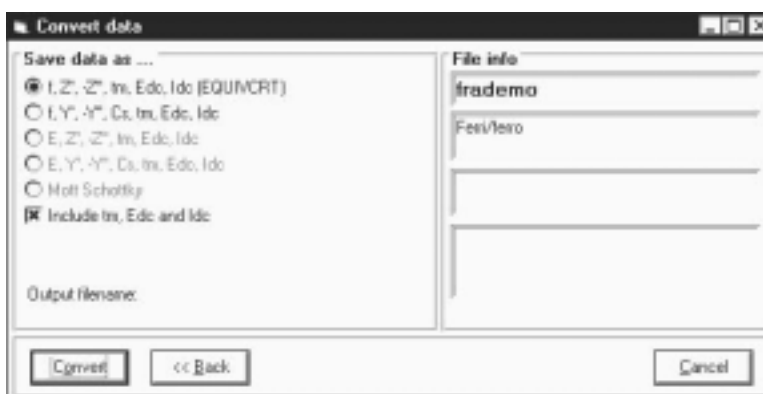 Convert data
Save data as ...
f, Z', -Z'', tm, Edc, Idc (EQUIVCRT)
f, Y', -Y'', Cs, tm, Edc, Idc
E, Z', -Z'', tm, Edc, Idc
E, Y', -Y'', Cs, tm, Edc, Idc
Mott Schottky
Include tm, Edc and Idc
Output filename:
File info
frademo
Ferri/ferro
Convert
<< Back
Cancel